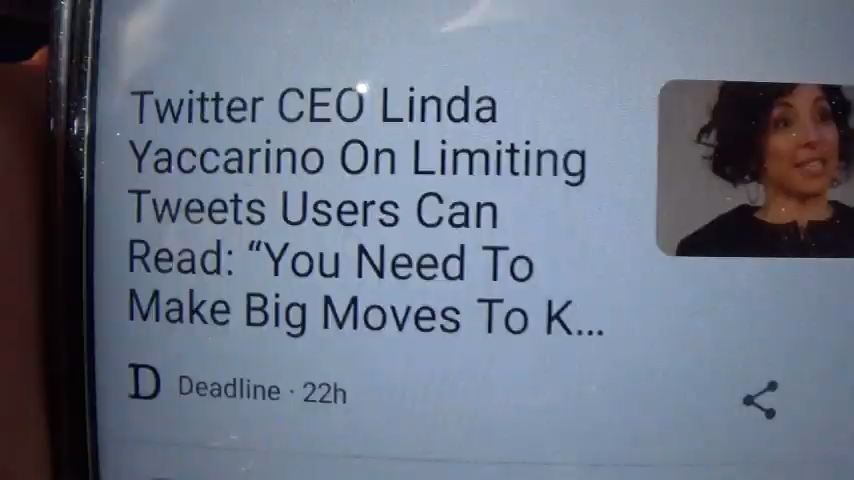 Twitter CEO Linda
Yaccarino On Limiting
Tweets Users Can
Read: “You Need To
Make Big Moves To K...
D Deadline · 22h